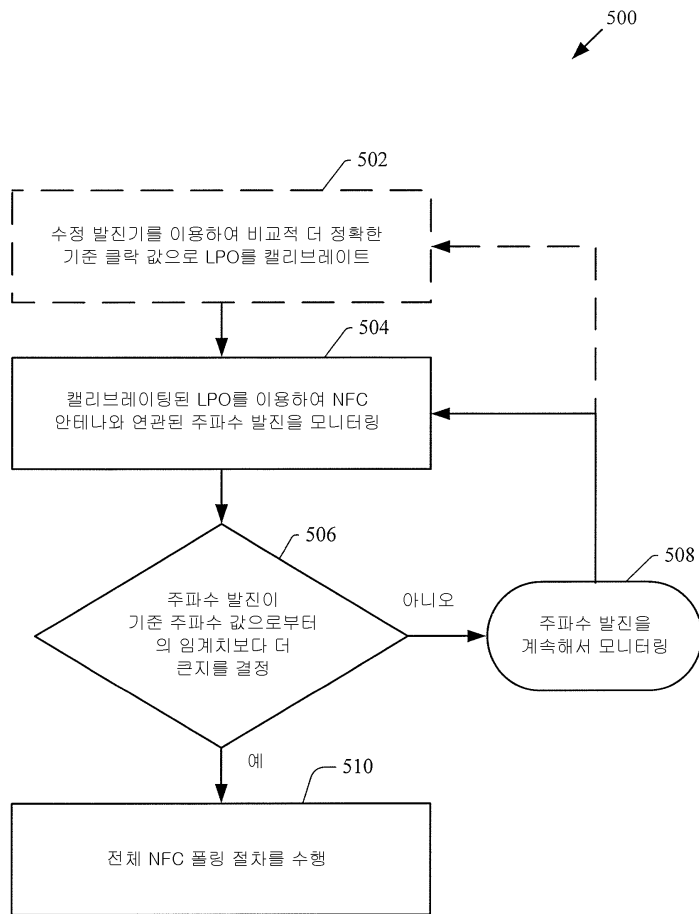 500
502
수정 발진기를 이용하여 비교적 더 정확한
기준 클락 값으로 LPO를 캘리브레이트
504
캘리브레이팅된 LPO를 이용하여 NFC
안테나와 연관된 주파수 발진을 모니터링
506
주파수 발진이
기준 주파수 값으로부터
의 임계치보다 더
큰지를 결정
아니오
508
주파수 발진을
계속해서 모니터링
예
510
전체 NFC 폴링 절차를 수행